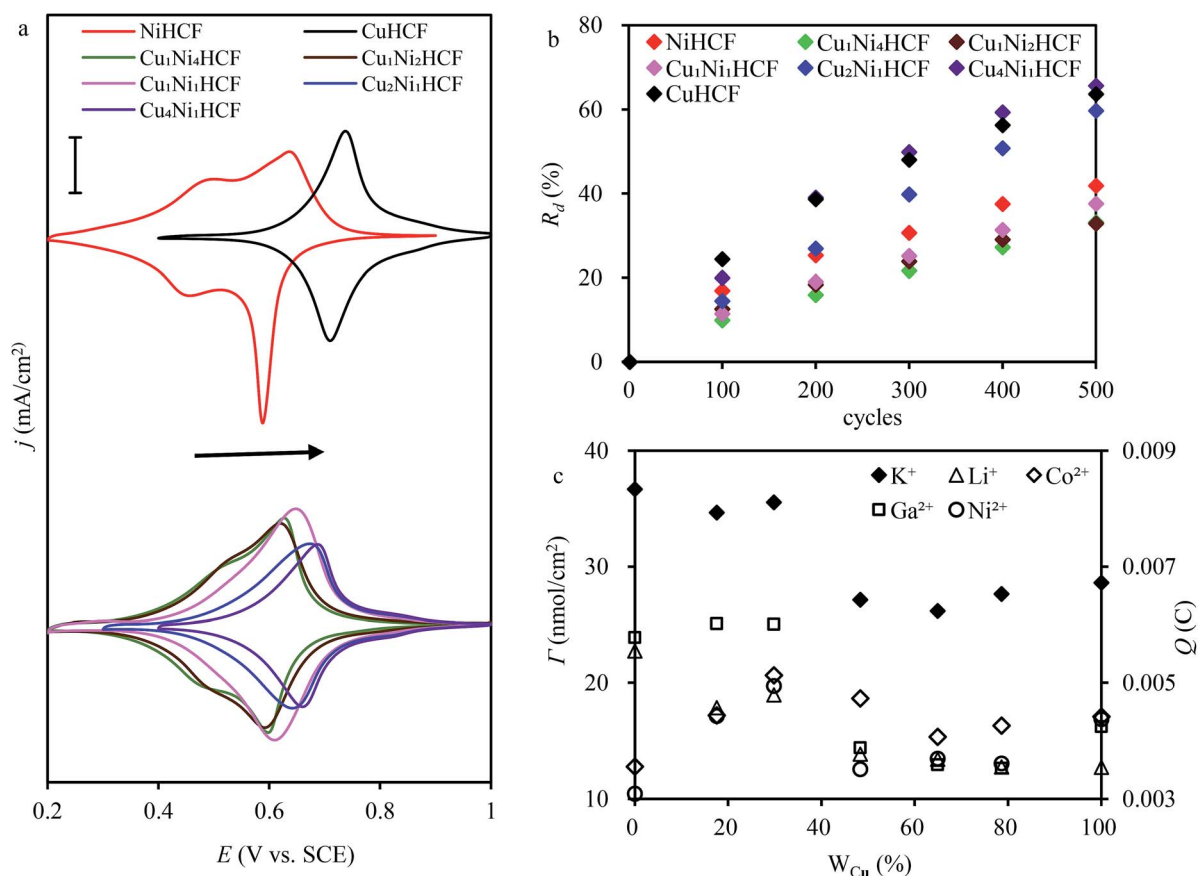 a
NiHCF
CuHCF
Cu₁Ni₄HCF
Cu₁Ni₂HCF
Cu₁Ni₁HCF
Cu₂Ni₁HCF
Cu₄Ni₁HCF
j (mA/cm²)
0.2 0.4 0.6 0.8 1
E (V vs. SCE)
b
NiHCF Cu₁Ni₄HCF Cu₁Ni₂HCF
Cu₁Ni₁HCF Cu₂Ni₁HCF Cu₄Ni₁HCF
CuHCF
80
60
40
20
0
R_d (%)
0 100 200 300 400 500
cycles
c
K⁺ Li⁺ Co²⁺
Ga²⁺ Ni²⁺
40
30
20
10
Γ (nmol/cm²)
0.009
0.007
0.005
0.003
Q (C)
0 20 40 60 80 100
W_Cu (%)